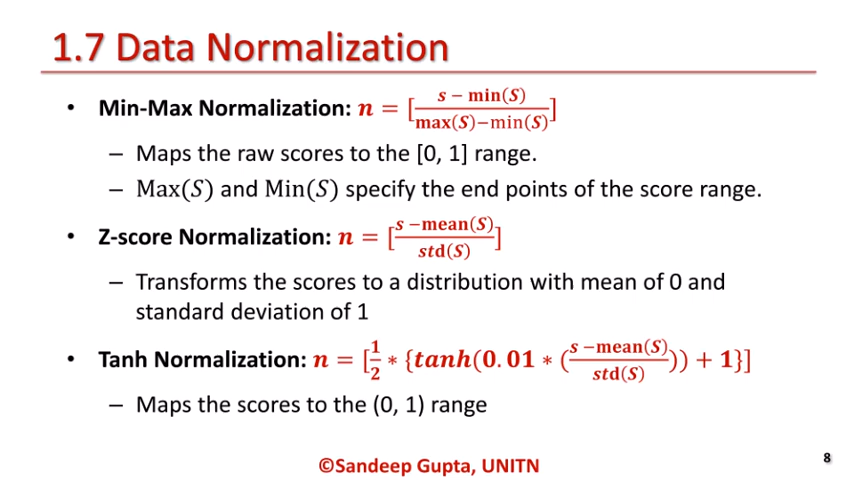 1.7 Data Normalization
• Min-Max Normalization: n = [(s − min(S))/(max(S)−min(S))]
– Maps the raw scores to the [0, 1] range.
– Max(S) and Min(S) specify the end points of the score range.
• Z-score Normalization: n = [(s −mean(S))/(std(S))]
– Transforms the scores to a distribution with mean of 0 and
standard deviation of 1
• Tanh Normalization: n = [1/2 ∗ {tanh(0.01 ∗ ((s −mean(S))/(std(S)))) + 1}]
– Maps the scores to the (0, 1) range
©Sandeep Gupta, UNITN
8